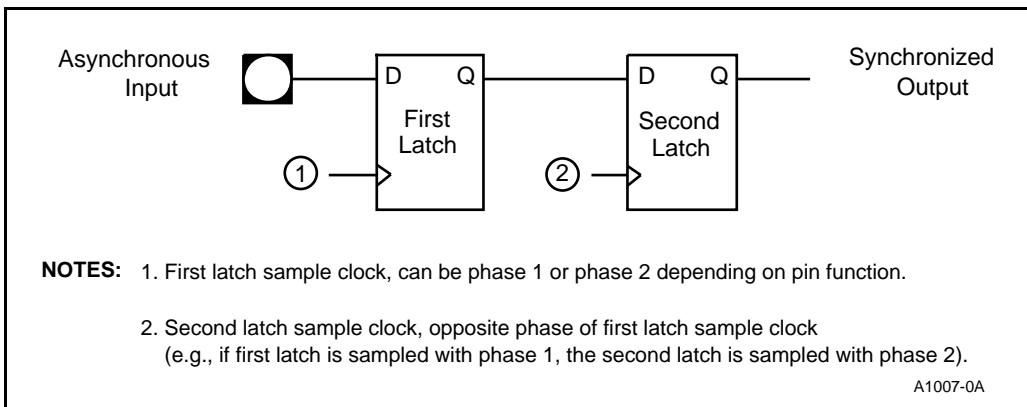 Asynchronous
Input
D Q
First
Latch
1
D Q
Second
Latch
2
Synchronized
Output
NOTES: 1. First latch sample clock, can be phase 1 or phase 2 depending on pin function.
2. Second latch sample clock, opposite phase of first latch sample clock
(e.g., if first latch is sampled with phase 1, the second latch is sampled with phase 2).
A1007-0A